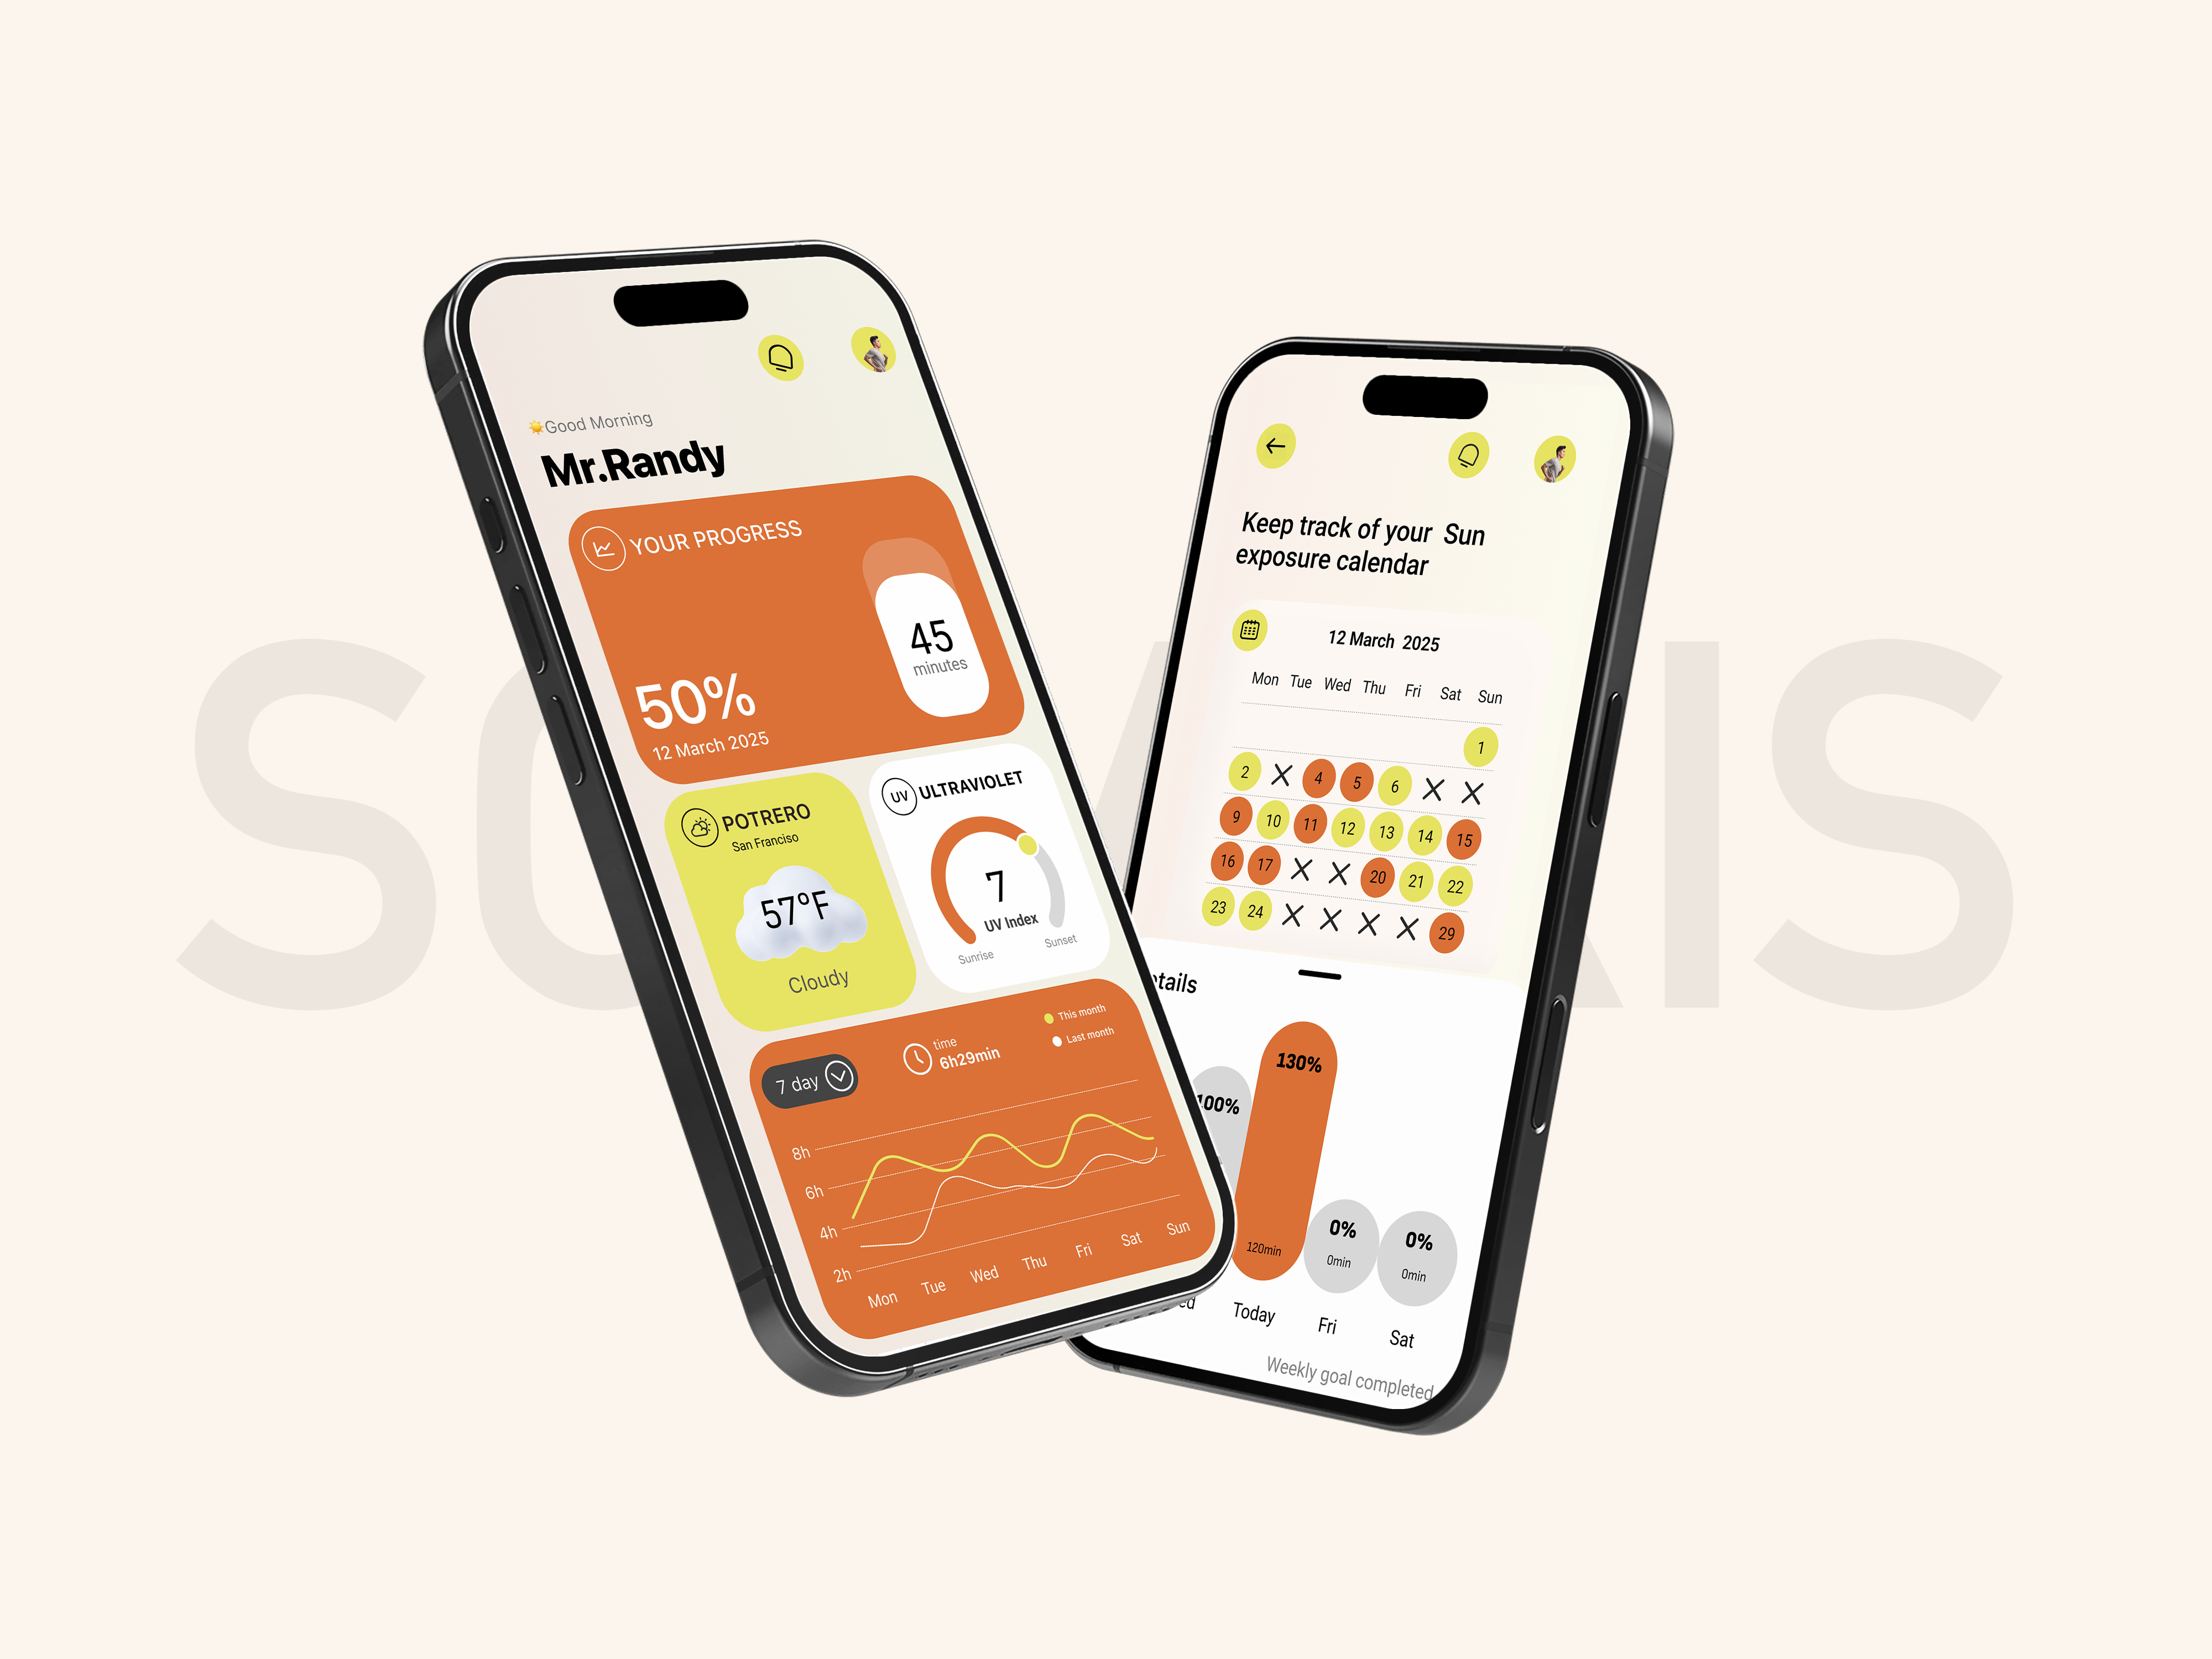 Good Morning
Mr.Randy
YOUR PROGRESS
45
minutes
50%
12 March 2025
POTRERO
San Franciso
57°F
Cloudy
UV ULTRAVIOLET
7
UV Index
Sunrise
Sunset
7 day
time
6h29min
This month
Last month
8h
6h
4h
2h
Mon Tue Wed Thu Fri Sat Sun
Keep track of your Sun
exposure calendar
12 March 2025
Mon Tue Wed Thu Fri Sat Sun
1
2 4 5 6
9 10 11 12 13 14 15
16 17 20 21 22
23 24 29
100%
130%
120min
0%
0min
0%
0min
Today
Fri
Sat
Weekly goal completed